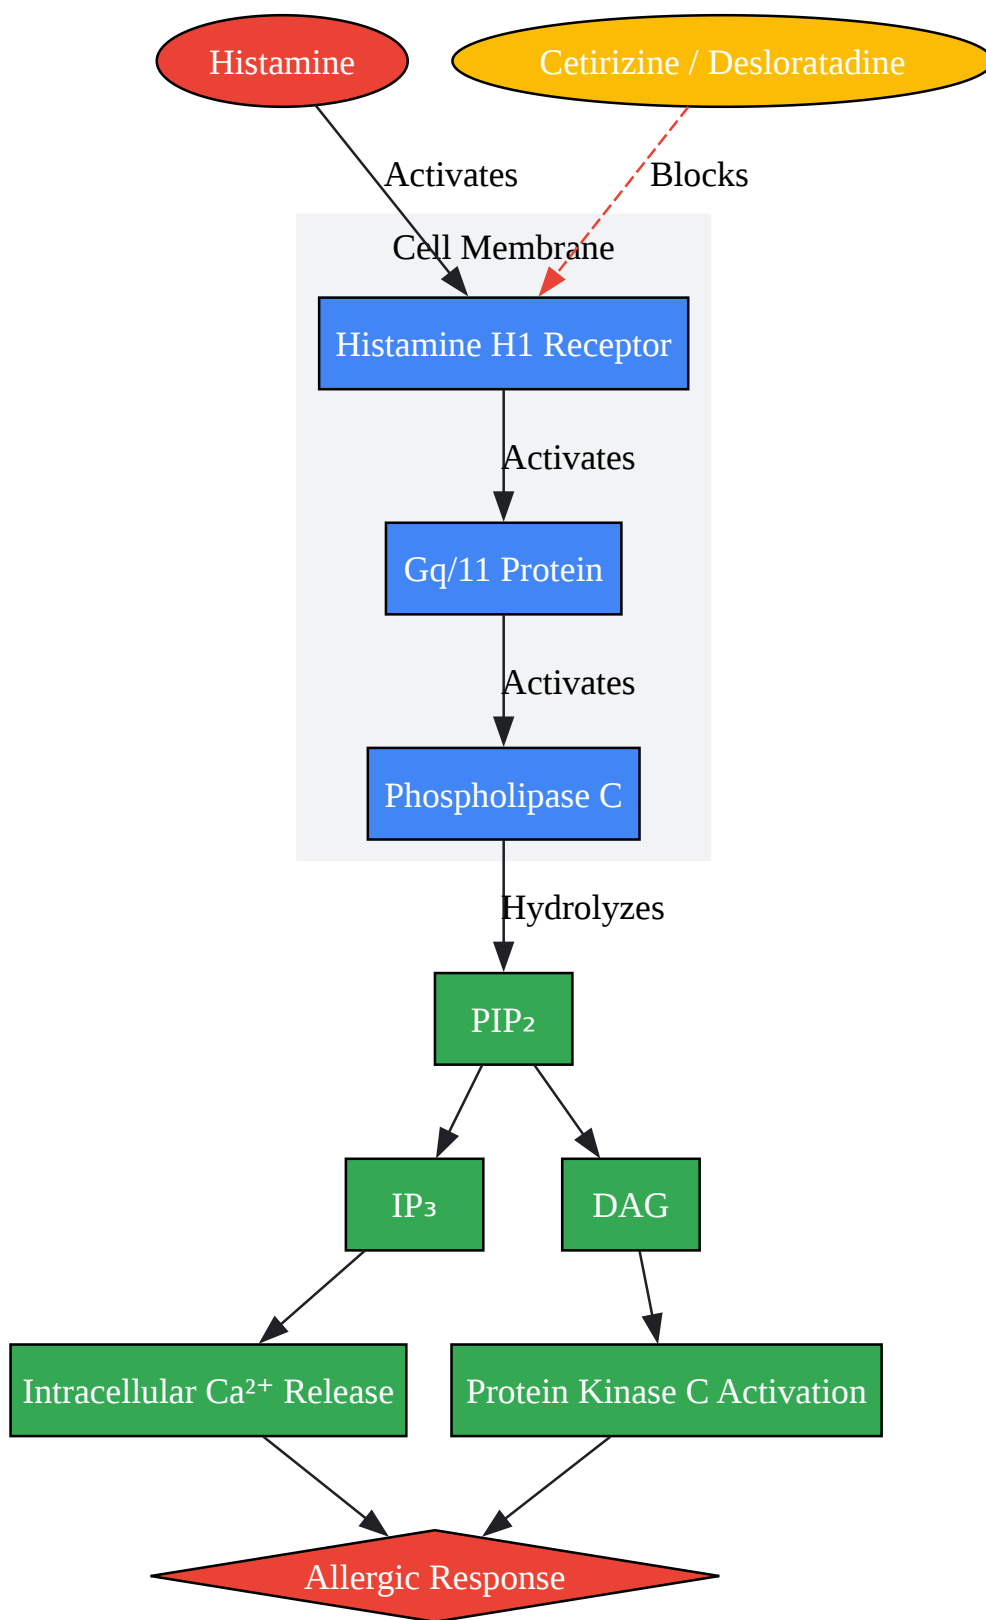 Histamine
Cetirizine / Desloratadine
Activates
Blocks
Cell Membrane
Histamine H1 Receptor
Activates
Gq/11 Protein
Activates
Phospholipase C
Hydrolyzes
PIP₂
IP₃
DAG
Intracellular Ca²⁺ Release
Protein Kinase C Activation
Allergic Response